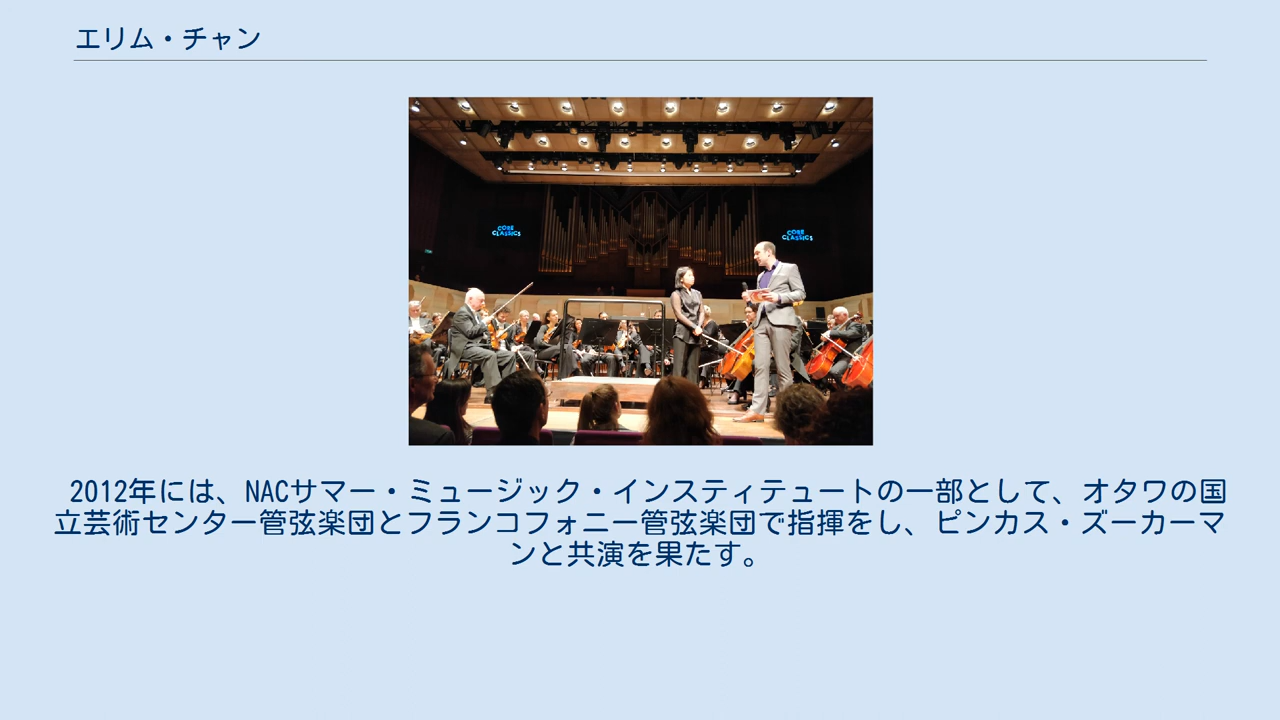 エリム・チャン
CORE
CLASSICS
CORE
CLASSICS
2012年には、NACサマー・ミュージック・インスティテュートの一部として、オタワの国
立芸術センター管弦楽団とフランコフォニー管弦楽団で指揮をし、ピンカス・ズーカーマ
ンと共演を果たす。